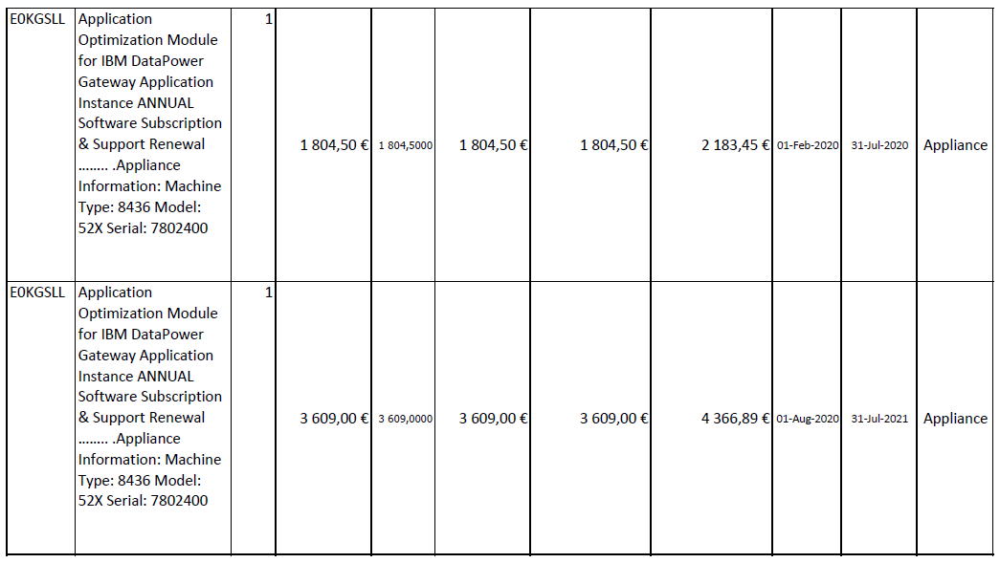 E0KGSLL Application 1
Optimization Module
for IBM DataPower
Gateway Application
Instance ANNUAL
Software Subscription
& Support Renewal 1 804,50 € 1 804,5000 1 804,50 € 1 804,50 € 2 183,45 € 01-Feb-2020 31-Jul-2020 Appliance
........ .Appliance
Information: Machine
Type: 8436 Model:
52X Serial: 7802400
E0KGSLL Application 1
Optimization Module
for IBM DataPower
Gateway Application
Instance ANNUAL
Software Subscription
& Support Renewal 3 609,00 € 3 609,0000 3 609,00 € 3 609,00 € 4 366,89 € 01-Aug-2020 31-Jul-2021 Appliance
........ .Appliance
Information: Machine
Type: 8436 Model:
52X Serial: 7802400